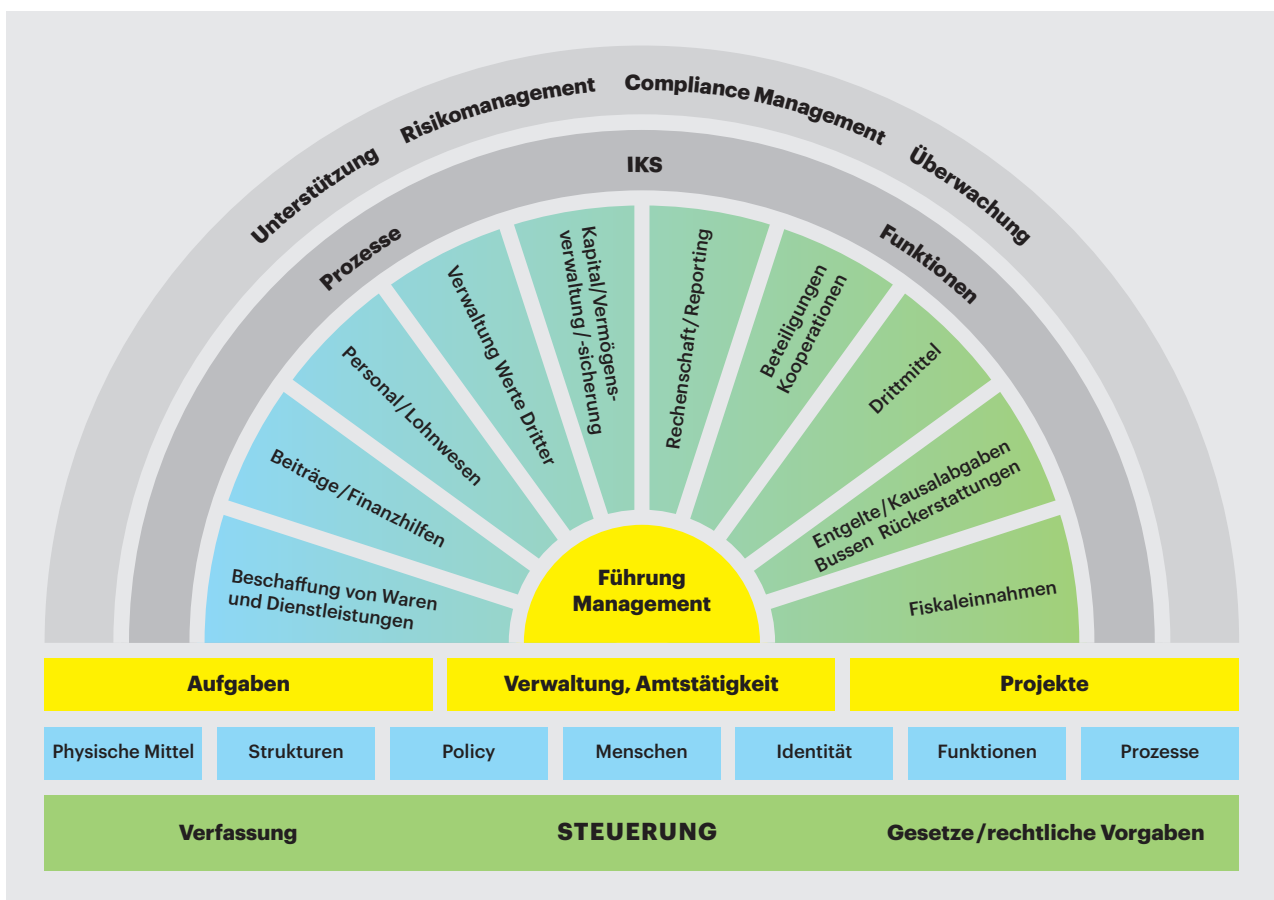 Unterstützung
Risikomanagement
Compliance Management
Überwachung
Prozesse
IKS
Funktionen
Beschaffung von Waren
und Dienstleistungen
Beiträge/Finanzhilfen
Personal/Lohnwesen
Verwaltung Werte Dritter
Kapital/Vermögens-
verwaltung/-sicherung
Rechenschaft/Reporting
Beteiligungen
Kooperationen
Drittmittel
Entgelte/Kausalabgaben
Bussen Rückerstattungen
Fiskaleinnahmen
Führung
Management
Aufgaben
Verwaltung, Amtstätigkeit
Projekte
Physische Mittel
Strukturen
Policy
Menschen
Identität
Funktionen
Prozesse
Verfassung
STEUERUNG
Gesetze/rechtliche Vorgaben